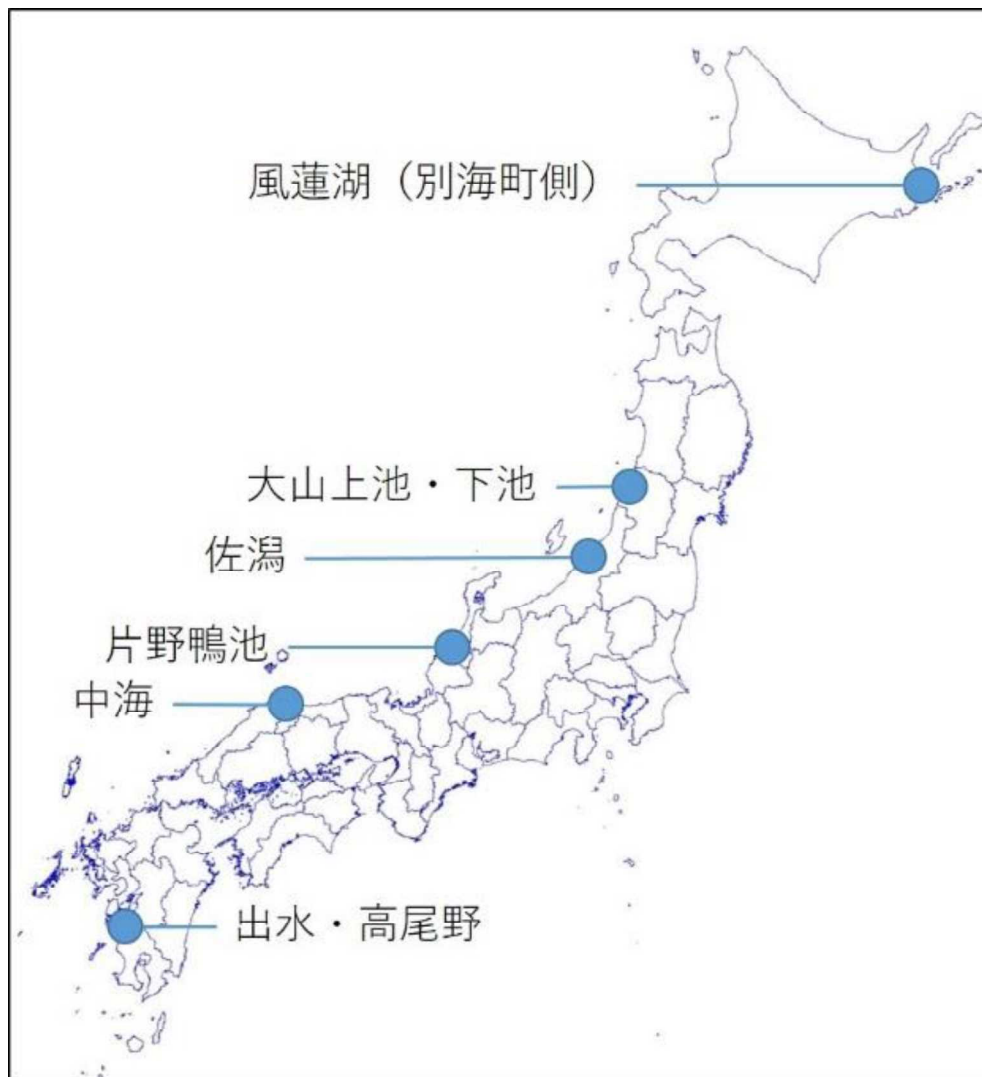 風蓮湖（別海町側）
大山上池・下池
佐潟
片野鴨池
中海
出水・高尾野